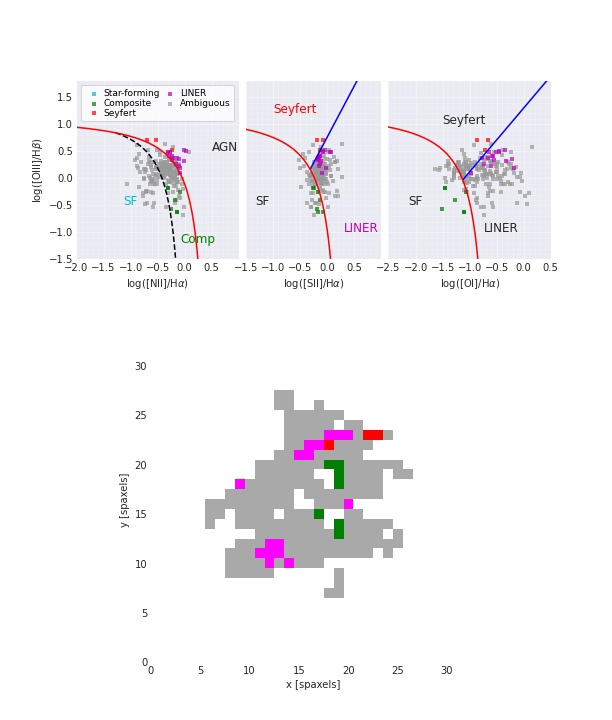 Star-forming LINER
Composite Ambiguous
Seyfert
1.5
1.0
0.5
0.0
−0.5
−1.0
−1.5
log([OIII]/Hβ)
AGN
SF
Comp
Seyfert
SF
LINER
Seyfert
SF
LINER
−2.0 −1.5 −1.0 −0.5 0.0 0.5
−1.5 −1.0 −0.5 0.0 0.5
−2.5 −2.0 −1.5 −1.0 −0.5 0.0 0.5
log([NII]/Hα) log([SII]/Hα) log([OI]/Hα)
30
25
20
15
10
5
0
y [spaxels]
0 5 10 15 20 25 30
x [spaxels]